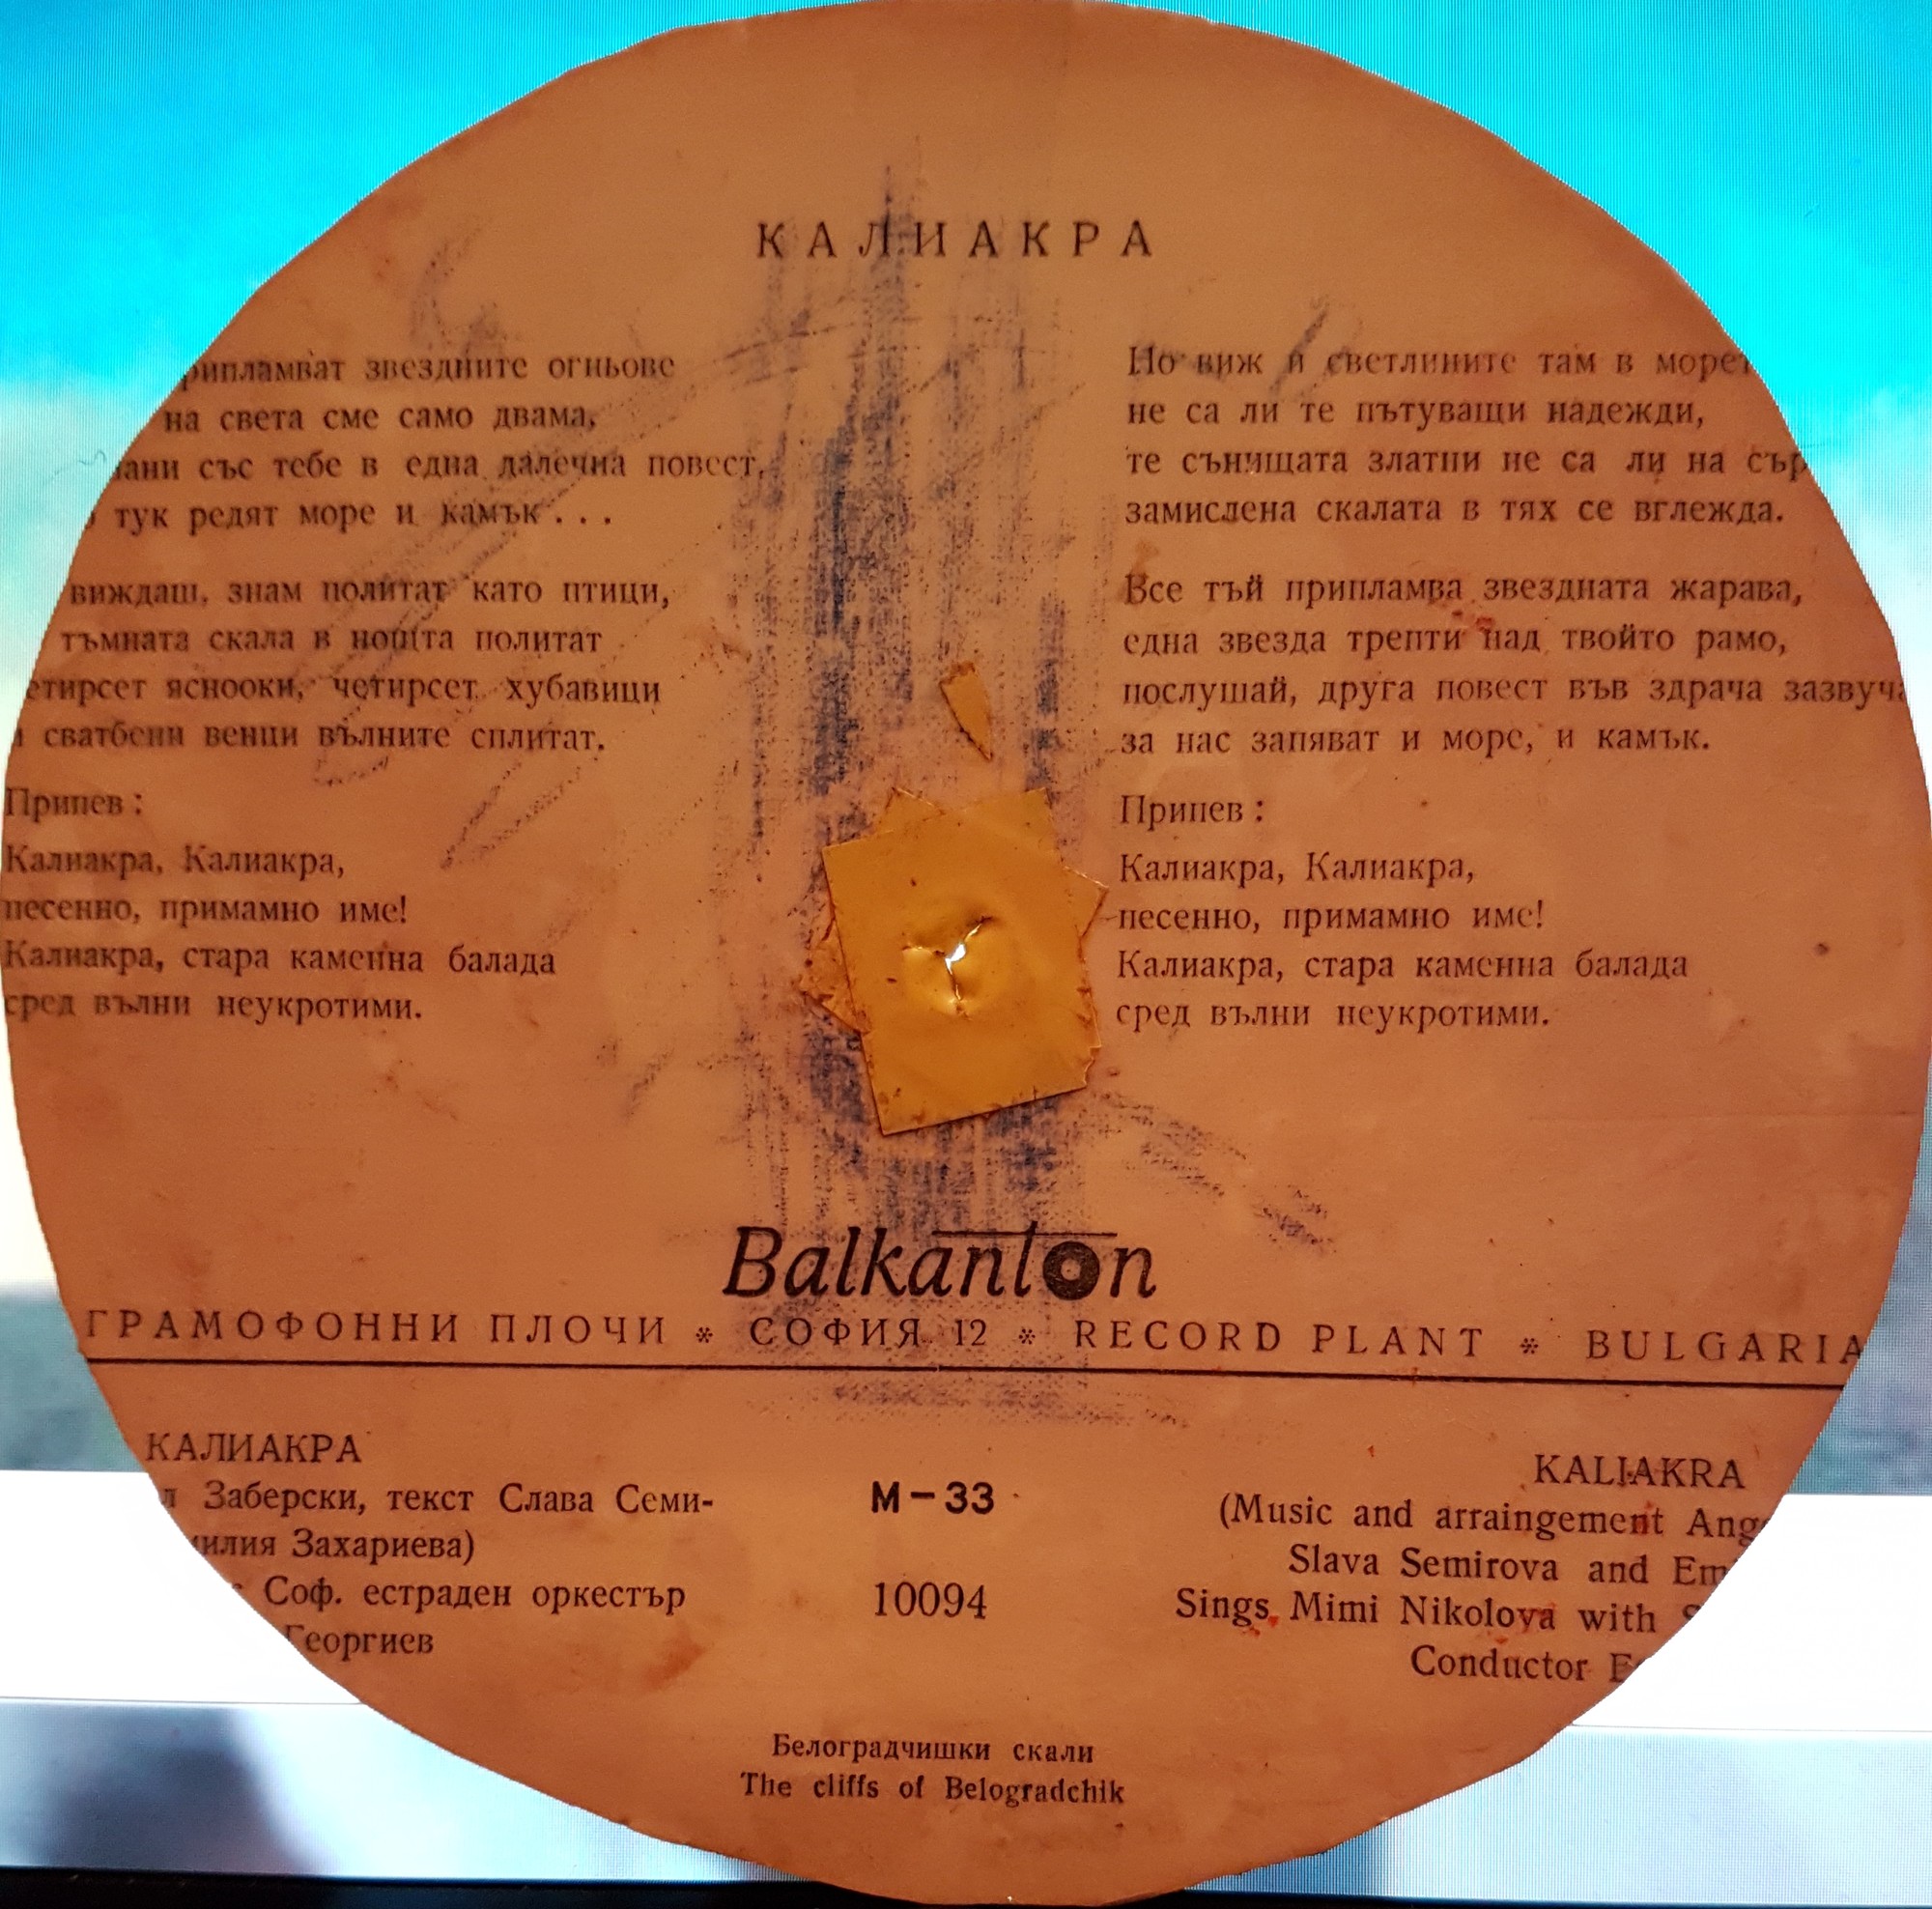 КАЛИАКРА
звездните огньове
на света сме само двама,
със тебе в една далечна повест,
тук редят море и камък...
виждаш, знам политат като птици,
тъмната скала в нощта политат
яснооки, четирсет хубавици
сватбени венци вълните сплитат.
Припев:
Калиакра, Калиакра,
песенно, примамно име!
Калиакра, стара каменна балада
сред вълни неукротими.
Но виж и светлините там в
не са ли те пътуващи надежди,
те сънищата златни не са ли на
замислена скалата в тях се вглежда.
Все тъй припламва звездната жарава,
една звезда трепти над твойто рамо,
послушай, друга повест във здрача
за нас запяват и море, и камък.
Припев:
Калиакра, Калиакра,
песенно, примамно име!
Калиакра, стара каменна балада
сред вълни неукротими.
Balkanton
ГРАМОФОННИ ПЛОЧИ * СОФИЯ 12 * RECORD PLANT * BULGARIA
КАЛИАКРА
Заберски, текст Слава Семи-
Захариева)
Соф. естраден оркестър
Георгиев
М-33
10094
KALIAKRA
(Music and arraingement
Slava Semirova and
Sings Mimi Nikolova with
Conductor
Белоградчишки скали
The cliffs of Belogradchik